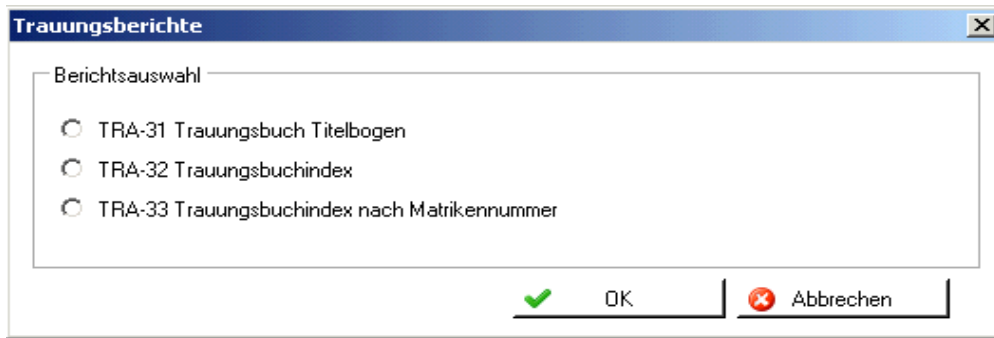 Trauungsberichte
Berichtsauswahl
TRA-31 Trauungsbuch Titelbogen
TRA-32 Trauungsbuchindex
TRA-33 Trauungsbuchindex nach Matrikennummer
OK
Abbrechen